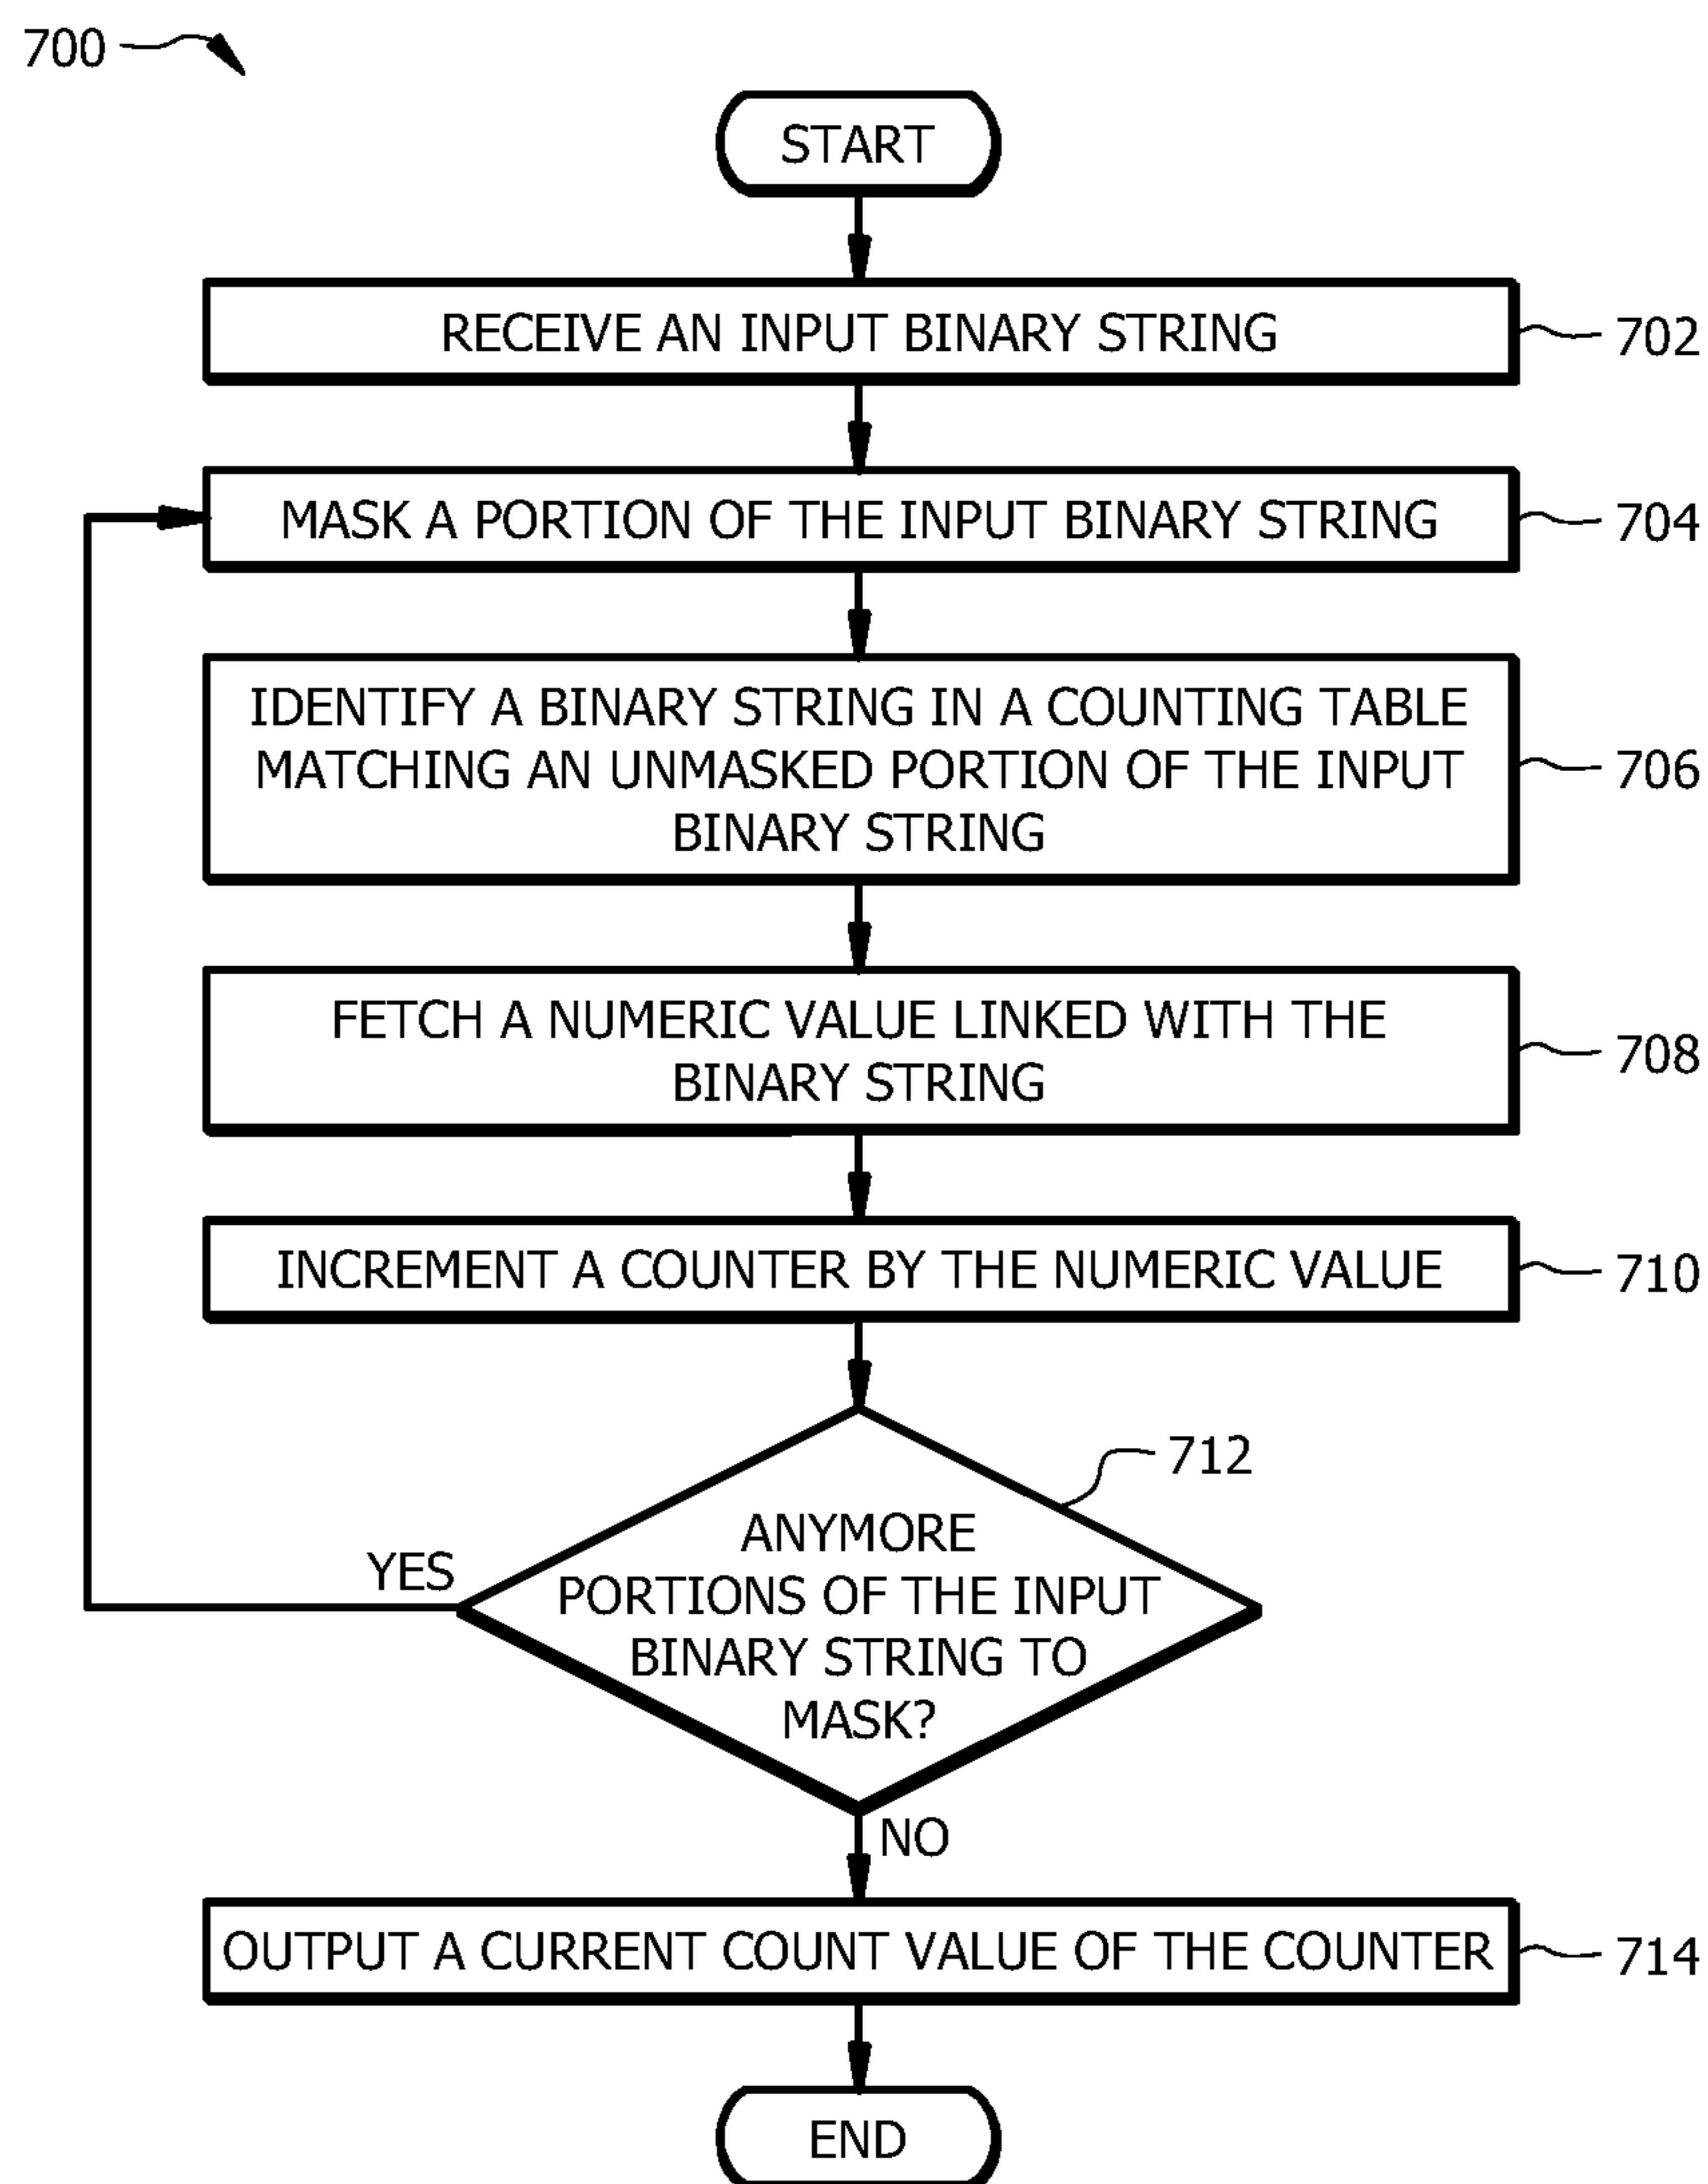 700
START
RECEIVE AN INPUT BINARY STRING
702
MASK A PORTION OF THE INPUT BINARY STRING
704
IDENTIFY A BINARY STRING IN A COUNTING TABLE
MATCHING AN UNMASKED PORTION OF THE INPUT
BINARY STRING
706
FETCH A NUMERIC VALUE LINKED WITH THE
BINARY STRING
708
INCREMENT A COUNTER BY THE NUMERIC VALUE
710
712
ANYMORE
PORTIONS OF THE INPUT
BINARY STRING TO
MASK?
YES
NO
OUTPUT A CURRENT COUNT VALUE OF THE COUNTER
714
END